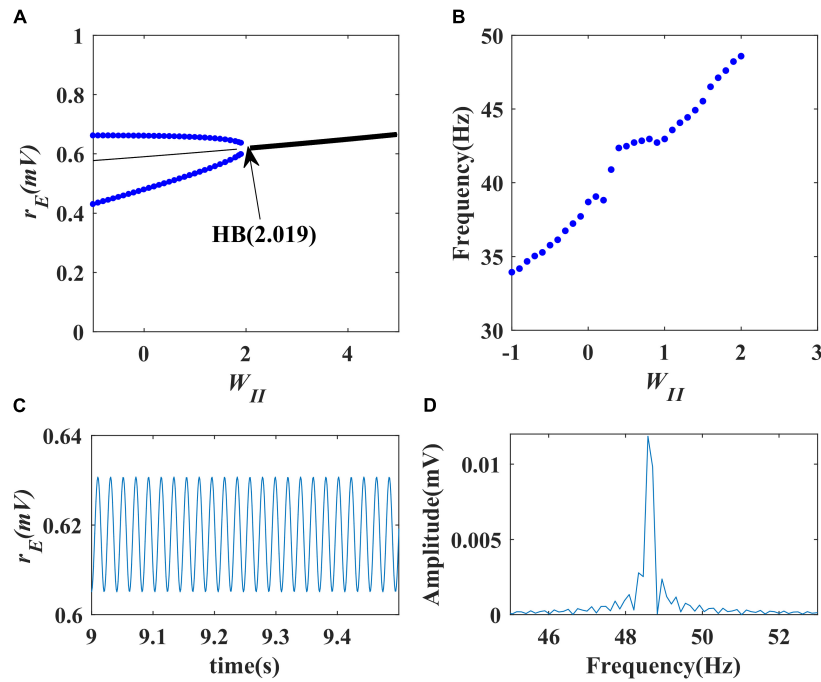 A
1
0.8
0.6
0.4
0.2
0
r_E(mV)
HB(2.019)
0 2 4
W_II
B
50
45
40
35
30
Frequency(Hz)
-1 0 1 2 3
W_II
C
0.64
0.62
0.6
r_E(mV)
9 9.1 9.2 9.3 9.4
time(s)
D
0.01
0.005
0
Amplitude(mV)
46 48 50 52
Frequency(Hz)